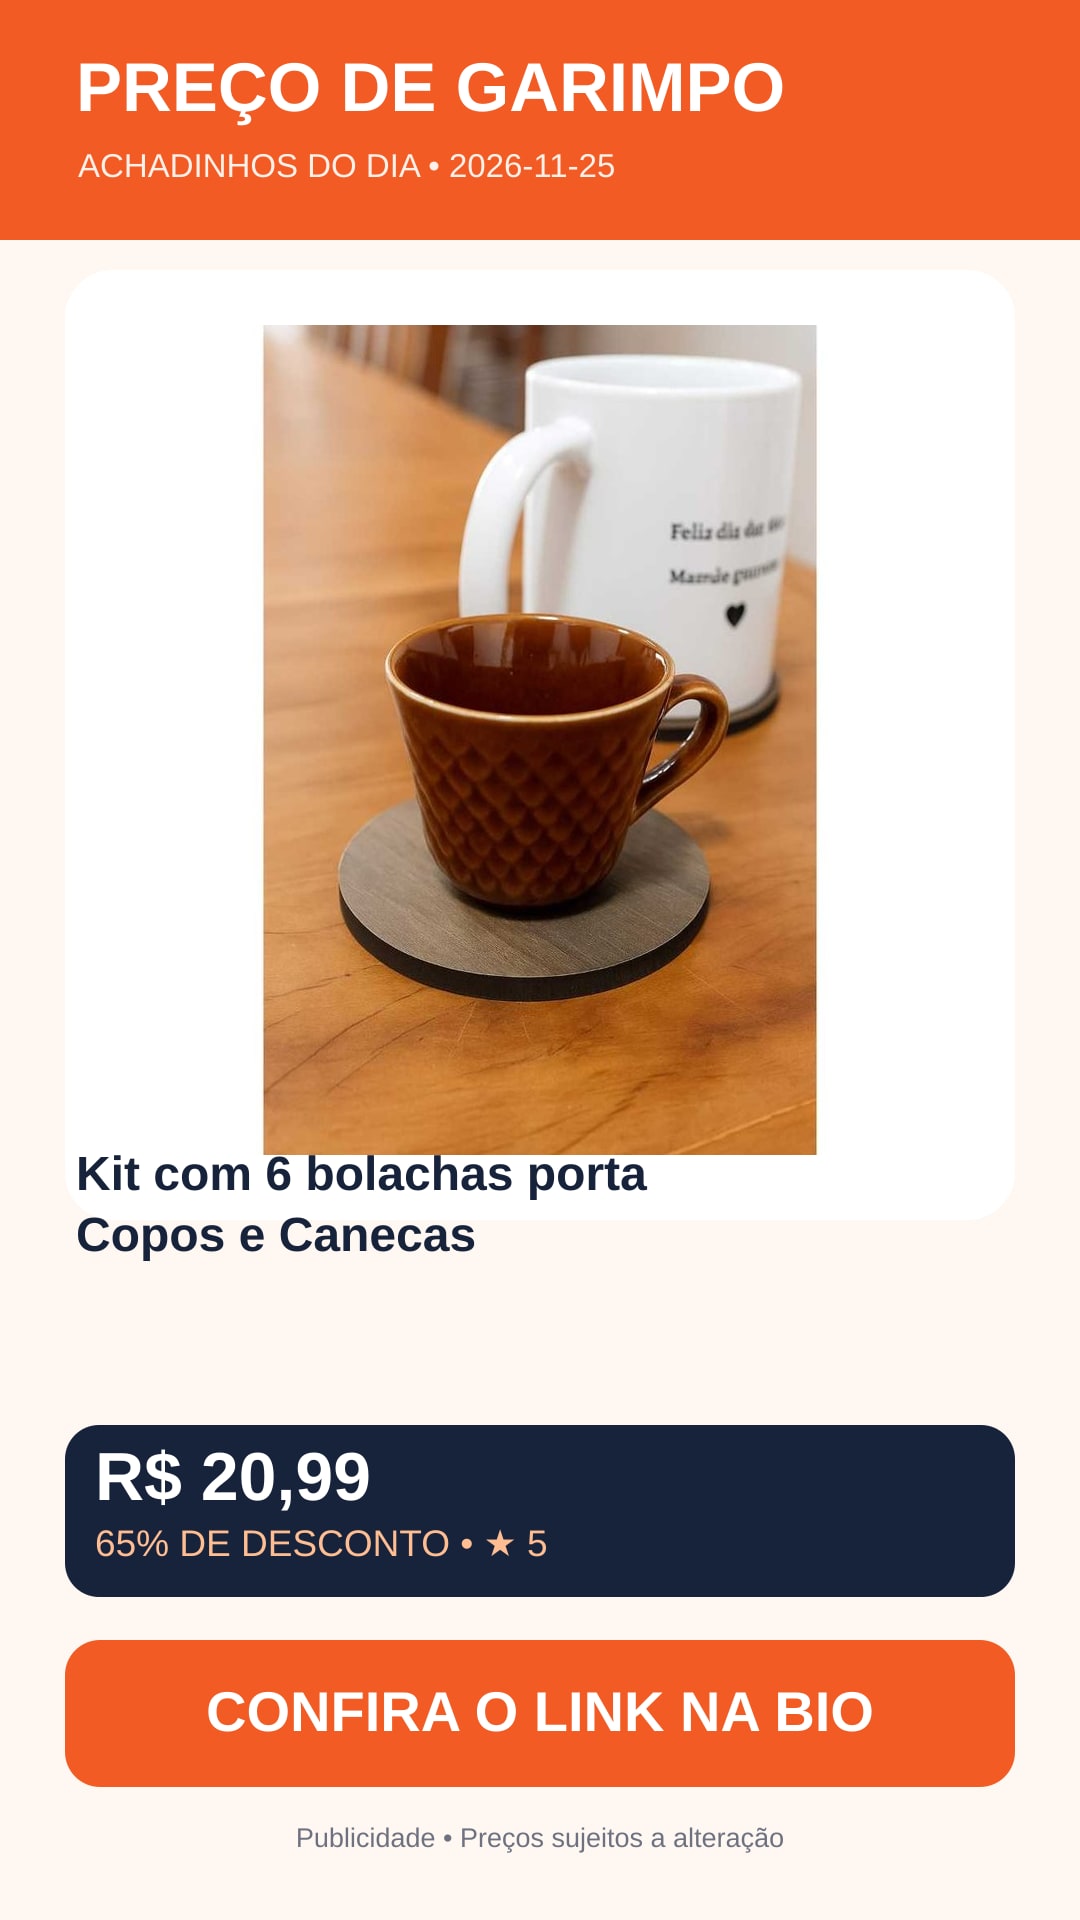 PREÇO DE GARIMPO
ACHADINHOS DO DIA • 2026-11-25
Feliz dia
Kit com 6 bolachas porta
Copos e Canecas
R$ 20,99
65% DE DESCONTO • ★ 5
CONFIRA O LINK NA BIO
Publicidade • Preços sujeitos a alteração